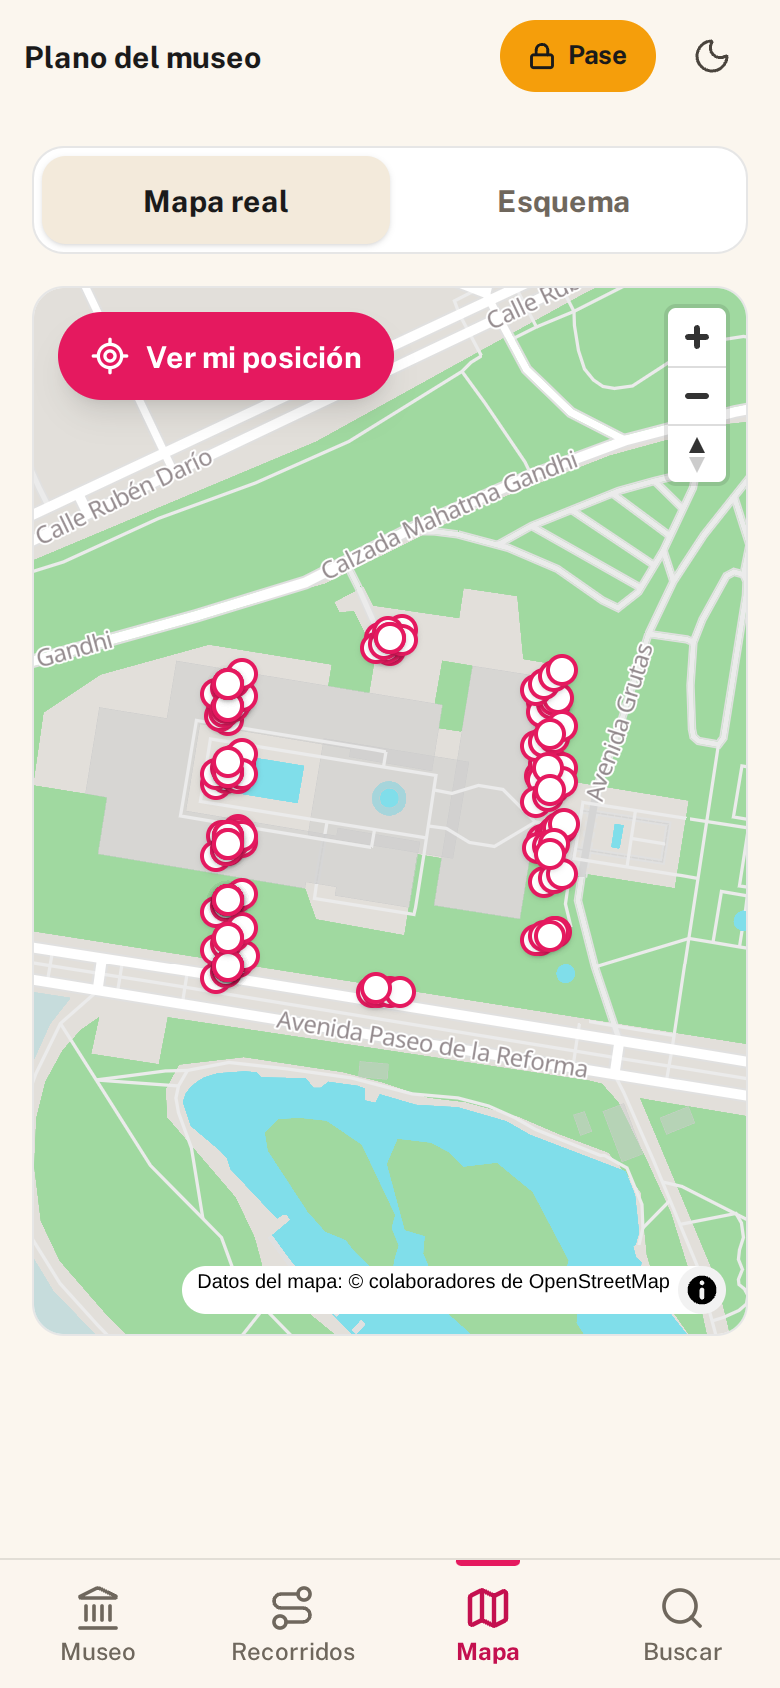 Plano del museo
Pase
Mapa real
Esquema
Ver mi posición
Calle Rubén Darío
Calzada Mahatma Gandhi
Gandhi
Avenida Grutas
Avenida Paseo de la Reforma
Datos del mapa: © colaboradores de OpenStreetMap
Museo
Recorridos
Mapa
Buscar